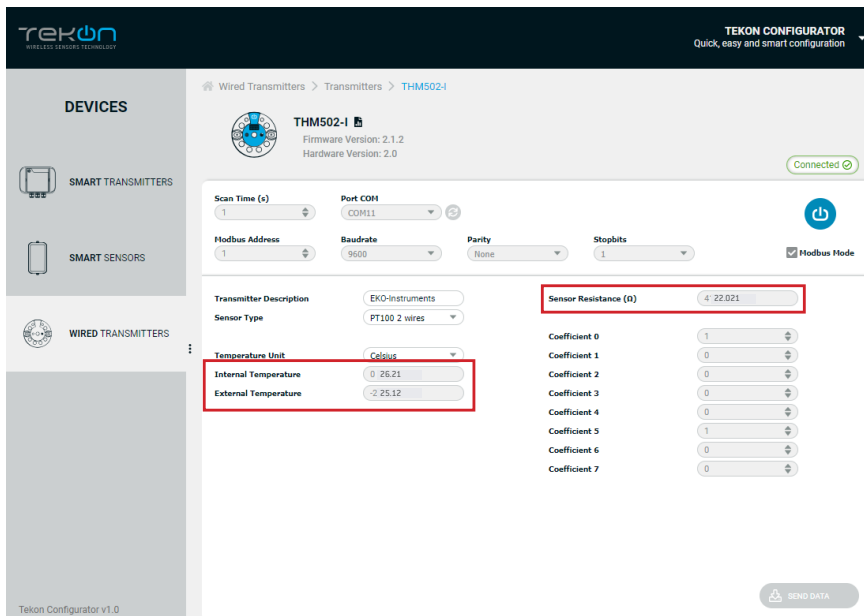 TEKON
WIRELESS SENSORS TECHNOLOGY
TEKON CONFIGURATOR
Quick, easy and smart configuration
DEVICES
SMART TRANSMITTERS
SMART SENSORS
WIRED TRANSMITTERS
Tekon Configurator v1.0
Wired Transmitters > Transmitters > THM502-I
THM502-I
Firmware Version: 2.1.2
Hardware Version: 2.0
Connected
Scan Time (s) Port COM
1 COM11
Modbus Address Baudrate Parity Stopbits
1 9600 None 1
Modbus Mode
Transmitter Description EKO-Instruments
Sensor Type PT100 2 wires
Temperature Unit Celsius
Internal Temperature 0 26.21
External Temperature -2 25.12
Sensor Resistance (Ω) 4' 22.021
Coefficient 0 1
Coefficient 1 0
Coefficient 2 0
Coefficient 3 0
Coefficient 4 0
Coefficient 5 1
Coefficient 6 0
Coefficient 7 0
SEND DATA